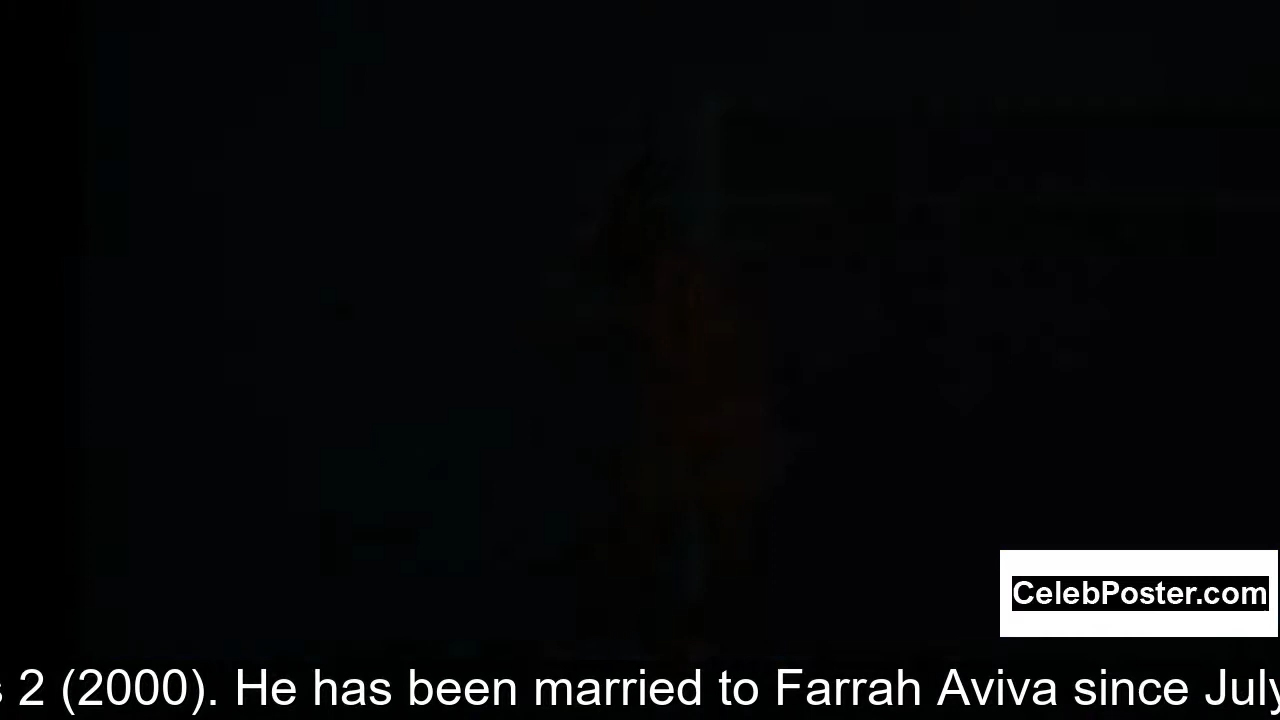 CelebPoster.com
s 2 (2000). He has been married to Farrah Aviva since July